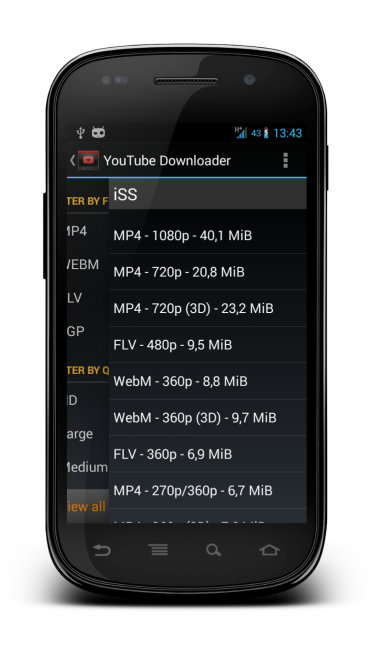 H 43 13:43
YouTube Downloader
TER BY F
MP4
VEBM
LV
GP
TER BY Q
ID
arge
Medium
iew all
iSS
MP4 - 1080p - 40,1 MiB
MP4 - 720p - 20,8 MiB
MP4 - 720p (3D) - 23,2 MiB
FLV - 480p - 9,5 MiB
WebM - 360p - 8,8 MiB
WebM - 360p (3D) - 9,7 MiB
FLV - 360p - 6,9 MiB
MP4 - 270p/360p - 6,7 MiB